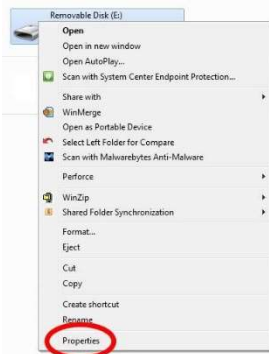 Removable Disk (E:)
Open
Open in new window
Open AutoPlay...
Scan with System Center Endpoint Protection...
Share with
WinMerge
Open as Portable Device
Select Left Folder for Compare
Scan with Malwarebytes Anti-Malware
Perforce
WinZip
Shared Folder Synchronization
Format...
Eject
Cut
Copy
Create shortcut
Rename
Properties